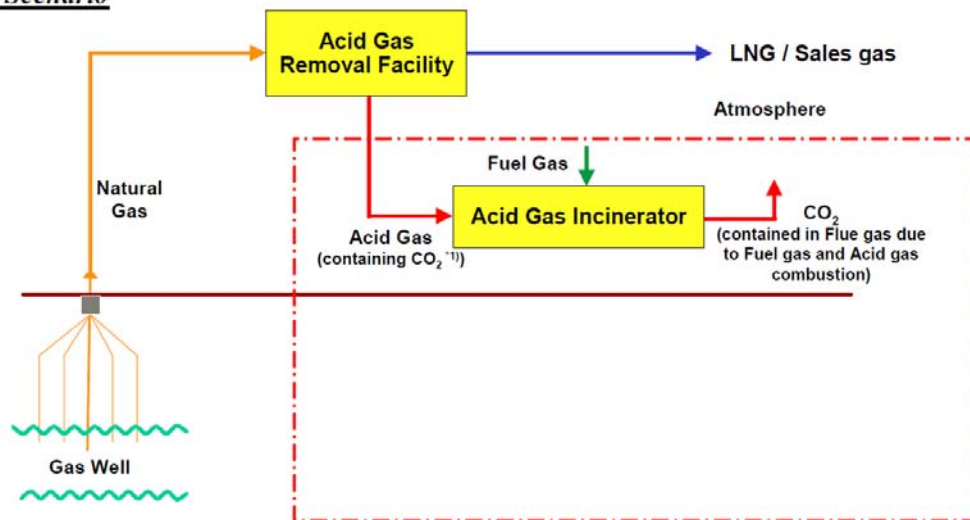 Scenario
Acid Gas
Removal Facility
LNG / Sales gas
Atmosphere
Natural
Gas
Fuel Gas
Acid Gas Incinerator
Acid Gas
(containing CO₂ *1))
CO₂
(contained in Flue gas due
to Fuel gas and Acid gas
combustion)
Gas Well